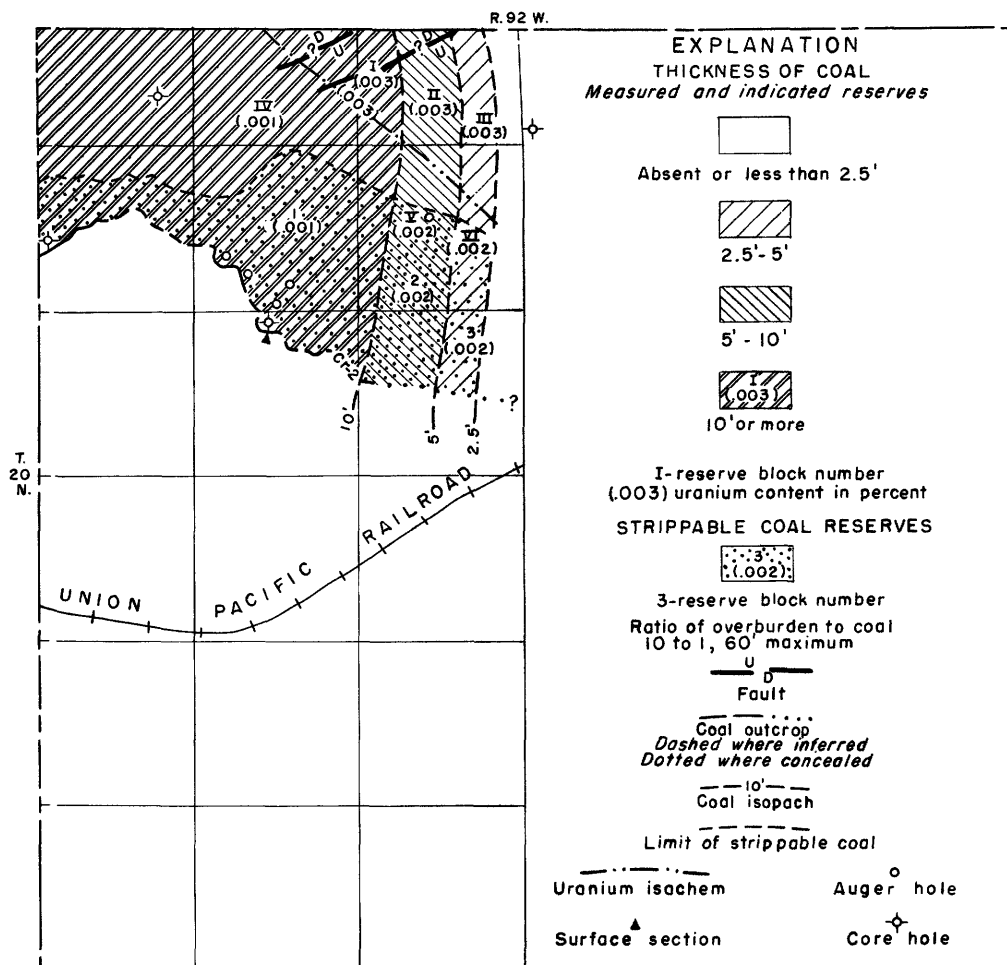 R. 92 W.
? D
U
? D
U
I
(.003)
(.003)
II
(.003)
III
(.003)
IV
(.001)
1
(.001)
V
(.002)
VI
(.002)
2
(.002)
3
(.002)
10'
5'
2.5'
?
T.
20
N.
UNION PACIFIC RAILROAD
EXPLANATION
THICKNESS OF COAL
Measured and indicated reserves
Absent or less than 2.5'
2.5'- 5'
5' - 10'
I
(.003)
10' or more
I-reserve block number
(.003) uranium content in percent
STRIPPABLE COAL RESERVES
3
(.002)
3-reserve block number
Ratio of overburden to coal
10 to 1, 60' maximum
U
D
Fault
Coal outcrop
Dashed where inferred
Dotted where concealed
10'
Coal isopach
Limit of strippable coal
Uranium isachem
Auger hole
Surface section
Core hole